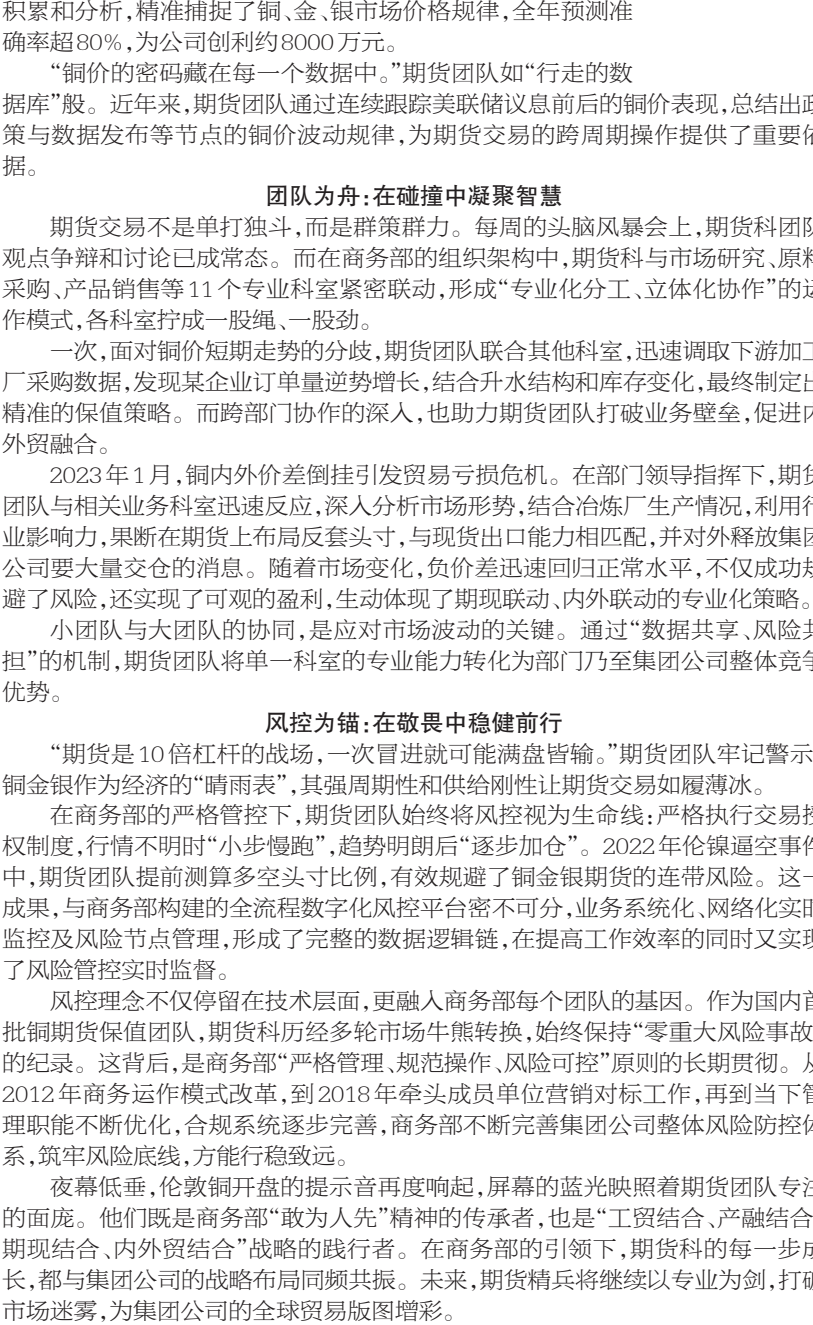 积累和分析，精准捕捉了铜、金、银市场价格规律，全年预测准
确率超80%，为公司创利约8000万元。
“铜价的密码藏在每一个数据中。”期货团队如“行走的数
据库”般。近年来，期货团队通过连续跟踪美联储议息前后的铜价表现，总结出政
策与数据发布等节点的铜价波动规律，为期货交易的跨周期操作提供了重要依
据。
团队为舟：在碰撞中凝聚智慧
期货交易不是单打独斗，而是群策群力。每周的头脑风暴会上，期货科团队
观点争辩和讨论已成常态。而在商务部的组织架构中，期货科与市场研究、原料
采购、产品销售等11个专业科室紧密联动，形成“专业化分工、立体化协作”的运
作模式，各科室拧成一股绳、一股劲。
一次，面对铜价短期走势的分歧，期货团队联合其他科室，迅速调取下游加工
厂采购数据，发现某企业订单量逆势增长，结合升水结构和库存变化，最终制定出
精准的保值策略。而跨部门协作的深入，也助力期货团队打破业务壁垒，促进内
外贸融合。
2023年1月，铜内外价差倒挂引发贸易亏损危机。在部门领导指挥下，期货
团队与相关业务科室迅速反应，深入分析市场形势，结合冶炼厂生产情况，利用行
业影响力，果断在期货上布局反套头寸，与现货出口能力相匹配，并对外释放集团
公司要大量交仓的消息。随着市场变化，负价差迅速回归正常水平，不仅成功规
避了风险，还实现了可观的盈利，生动体现了期现联动、内外联动的专业化策略。
小团队与大团队的协同，是应对市场波动的关键。通过“数据共享、风险共
担”的机制，期货团队将单一科室的专业能力转化为部门乃至集团公司整体竞争
优势。
风控为锚：在敬畏中稳健前行
“期货是10倍杠杆的战场，一次冒进就可能满盘皆输。”期货团队牢记警示
铜金银作为经济的“晴雨表”，其强周期性和供给刚性让期货交易如履薄冰。
在商务部的严格管控下，期货团队始终将风控视为生命线：严格执行交易授
权制度，行情不明时“小步慢跑”，趋势明朗后“逐步加仓”。2022年伦镍逼空事件
中，期货团队提前测算多空头寸比例，有效规避了铜金银期货的连带风险。这一
成果，与商务部构建的全流程数字化风控平台密不可分，业务系统化、网络化实时
监控及风险节点管理，形成了完整的数据逻辑链，在提高工作效率的同时又实现
了风险管控实时监督。
风控理念不仅停留在技术层面，更融入商务部每个团队的基因。作为国内首
批铜期货保值团队，期货科历经多轮市场牛熊转换，始终保持“零重大风险事故
的纪录。这背后，是商务部“严格管理、规范操作、风险可控”原则的长期贯彻。从
2012年商务运作模式改革，到2018年牵头成员单位营销对标工作，再到当下管
理职能不断优化，合规系统逐步完善，商务部不断完善集团公司整体风险防控体
系，筑牢风险底线，方能行稳致远。
夜幕低垂，伦敦铜开盘的提示音再度响起，屏幕的蓝光映照着期货团队专注
的面庞。他们既是商务部“敢为人先”精神的传承者，也是“工贸结合、产融结合
期现结合、内外贸结合”战略的践行者。在商务部的引领下，期货科的每一步成
长，都与集团公司的战略布局同频共振。未来，期货精兵将继续以专业为剑，打破
市场迷雾，为集团公司的全球贸易版图增彩。